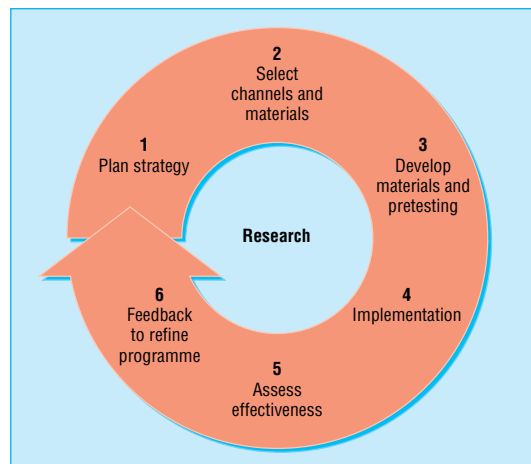 1
Plan strategy
2
Select
channels and
materials
3
Develop
materials and
pretesting
4
Implementation
5
Assess
effectiveness
6
Feedback
to refine
programme
Research